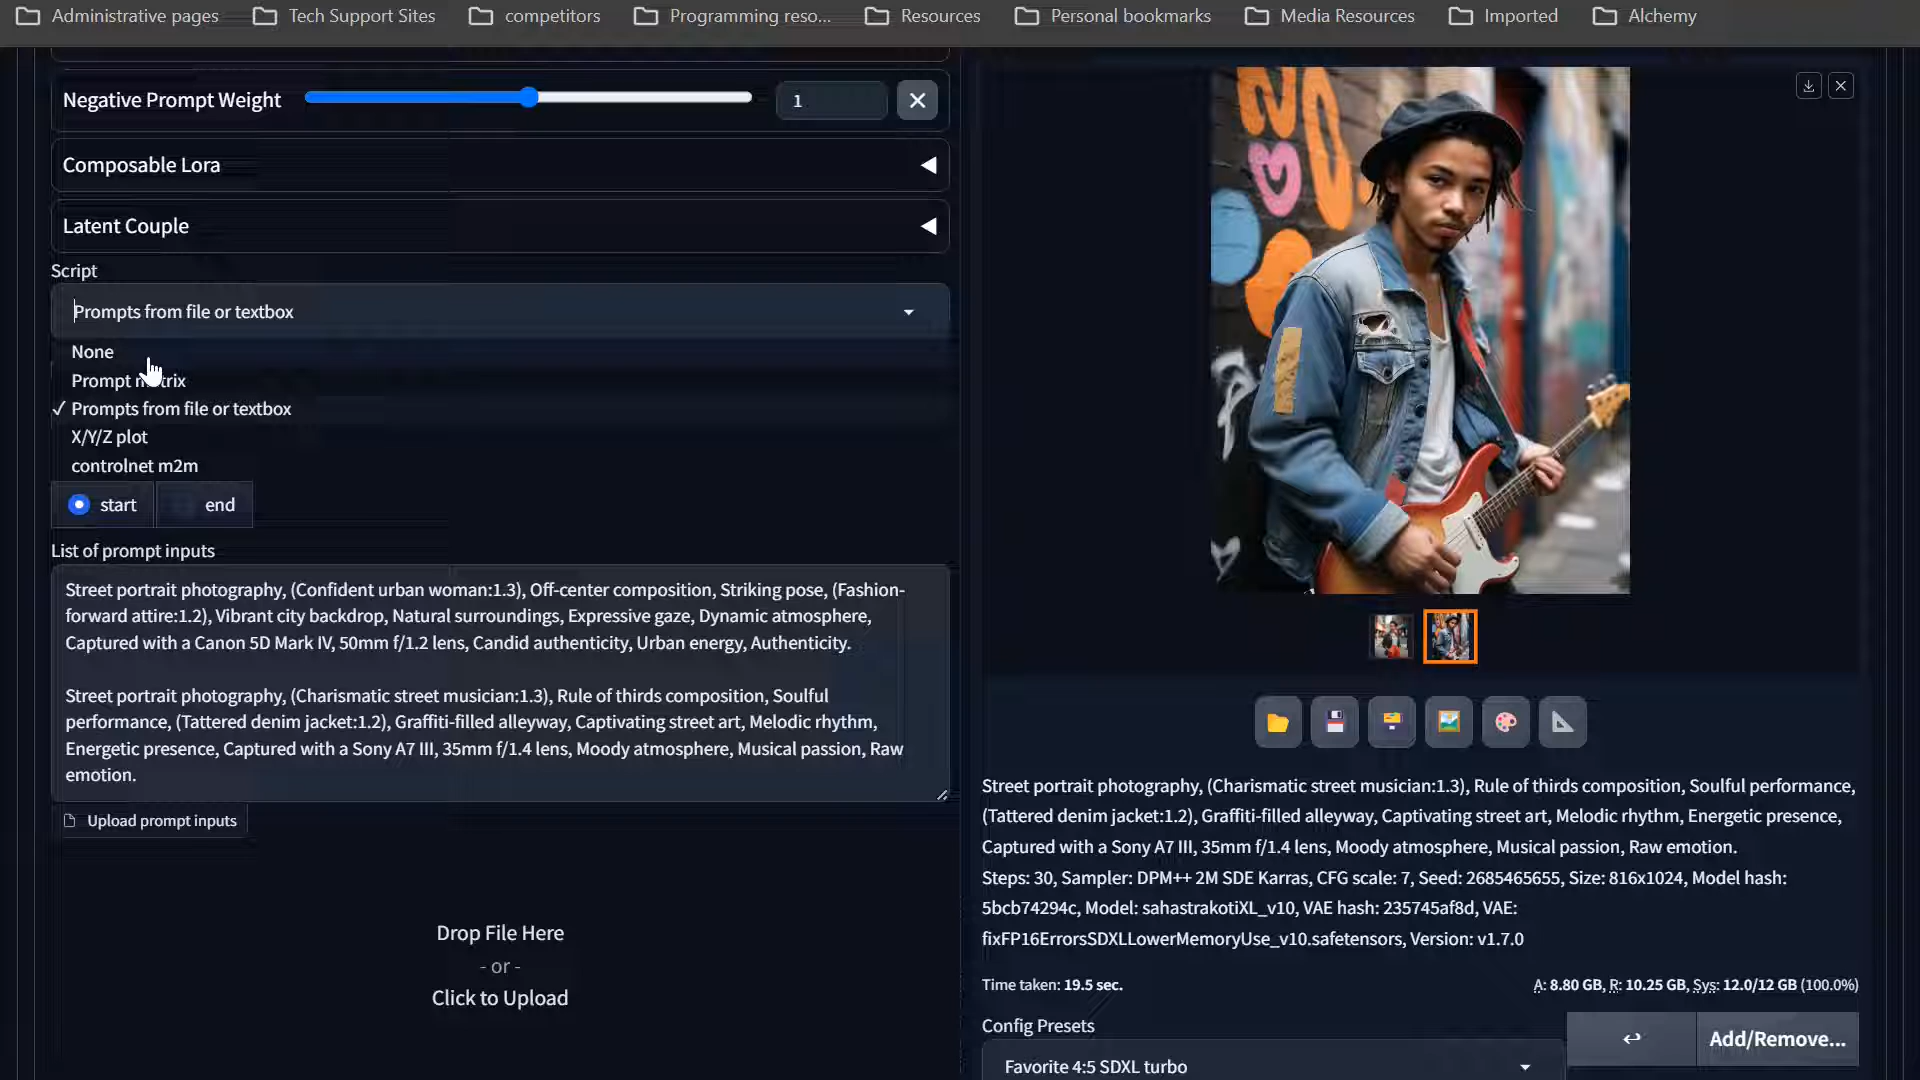 Administrative pages
Tech Support Sites
competitors
Programming reso...
Resources
Personal bookmarks
Media Resources
Imported
Alchemy
Negative Prompt Weight
1
Composable Lora
Latent Couple
Script
Prompts from file or textbox
None
Prompt matrix
✓ Prompts from file or textbox
X/Y/Z plot
controlnet m2m
start
end
List of prompt inputs
Street portrait photography, (Confident urban woman:1.3), Off-center composition, Striking pose, (Fashion-
forward attire:1.2), Vibrant city backdrop, Natural surroundings, Expressive gaze, Dynamic atmosphere,
Captured with a Canon 5D Mark IV, 50mm f/1.2 lens, Candid authenticity, Urban energy, Authenticity.
Street portrait photography, (Charismatic street musician:1.3), Rule of thirds composition, Soulful
performance, (Tattered denim jacket:1.2), Graffiti-filled alleyway, Captivating street art, Melodic rhythm,
Energetic presence, Captured with a Sony A7 III, 35mm f/1.4 lens, Moody atmosphere, Musical passion, Raw
emotion.
Upload prompt inputs
Drop File Here
- or -
Click to Upload
Street portrait photography, (Charismatic street musician:1.3), Rule of thirds composition, Soulful performance,
(Tattered denim jacket:1.2), Graffiti-filled alleyway, Captivating street art, Melodic rhythm, Energetic presence,
Captured with a Sony A7 III, 35mm f/1.4 lens, Moody atmosphere, Musical passion, Raw emotion.
Steps: 30, Sampler: DPM++ 2M SDE Karras, CFG scale: 7, Seed: 2685465655, Size: 816x1024, Model hash:
5bcb74294c, Model: sahastrakotiXL_v10, VAE hash: 235745af8d, VAE:
fixFP16ErrorsSDXLLowerMemoryUse_v10.safetensors, Version: v1.7.0
Time taken: 19.5 sec.
A: 8.80 GB, R: 10.25 GB, Sys: 12.0/12 GB (100.0%)
Config Presets
Add/Remove...
Favorite 4:5 SDXL turbo